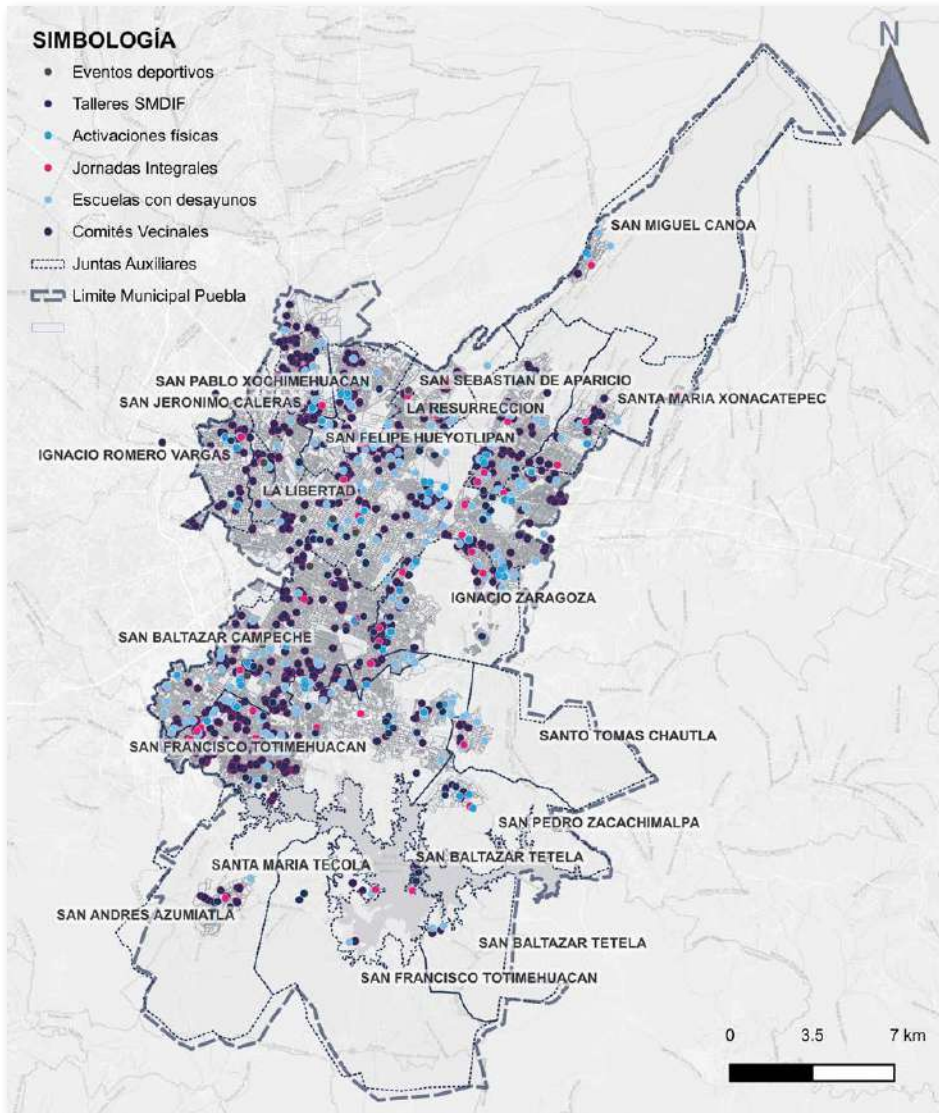 SIMBOLOGÍA
Eventos deportivos
Talleres SMDIF
Activaciones físicas
Jornadas Integrales
Escuelas con desayunos
Comités Vecinales
Juntas Auxiliares
Limite Municipal Puebla
N
SAN MIGUEL CANOA
SAN PABLO XOCHIMEHUACAN
SAN SEBASTIAN DE APARICIO
SAN JERONIMO CALERAS
LA RESURRECCION
SANTA MARIA XONACATEPEC
SAN FELIPE HUEYOTLIPAN
IGNACIO ROMERO VARGAS
LA LIBERTAD
IGNACIO ZARAGOZA
SAN BALTAZAR CAMPECHE
SANTO TOMAS CHAUTLA
SAN FRANCISCO TOTIMEHUACAN
SAN PEDRO ZACACHIMALPA
SAN BALTAZAR TETELA
SANTA MARIA TECOLA
SAN ANDRES AZUMIATLA
SAN BALTAZAR TETELA
SAN FRANCISCO TOTIMEHUACAN
0 3.5 7 km